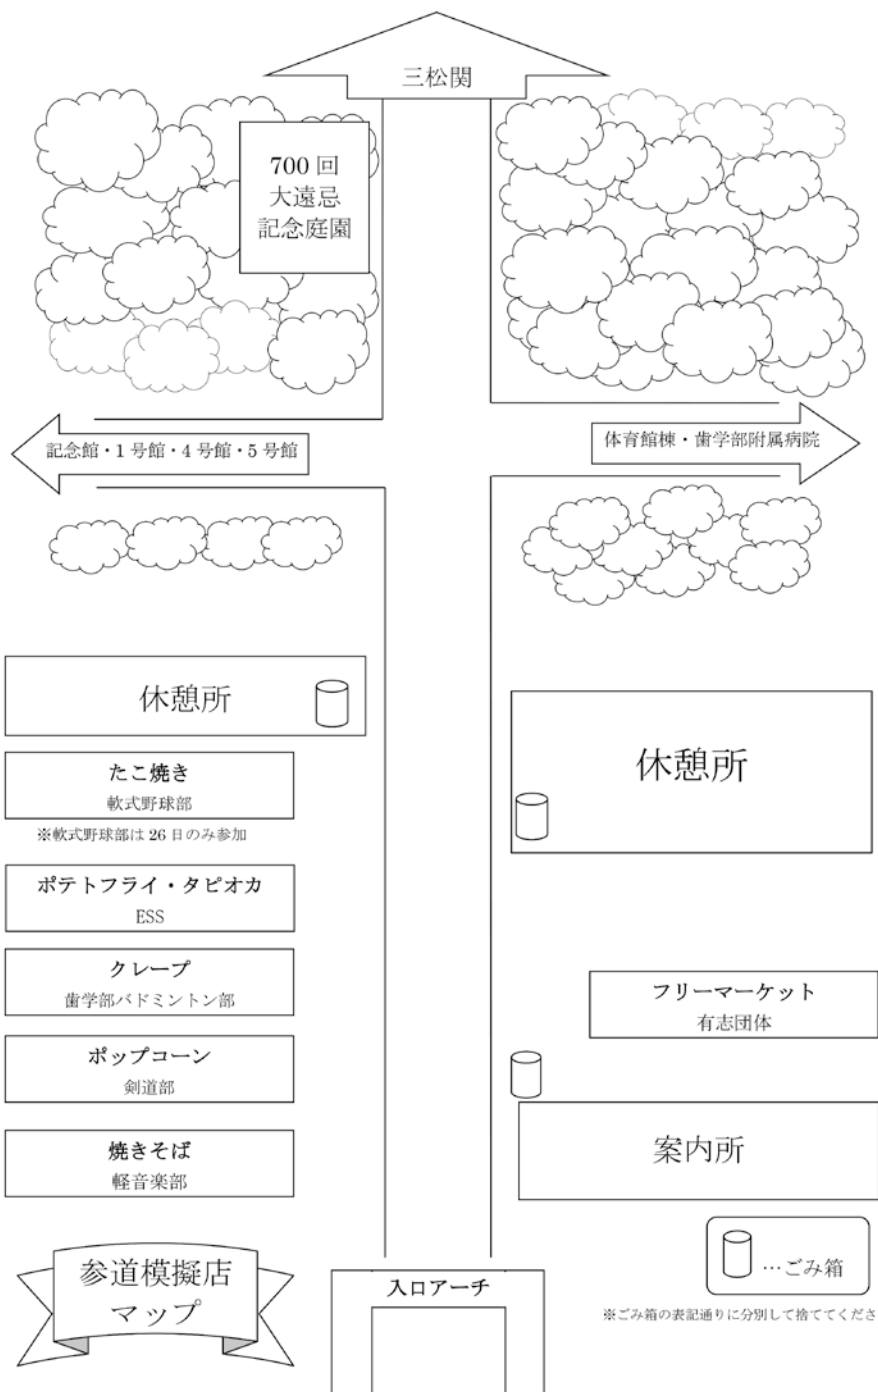 三松関
700 回
大遠忌
記念庭園
記念館・1 号館・4 号館・5 号館
体育館棟・歯学部附属病院
休憩所
たこ焼き
軟式野球部
※軟式野球部は 26 日のみ参加
ポテトフライ・タピオカ
ESS
クレープ
歯学部バドミントン部
ポップコーン
剣道部
焼きそば
軽音楽部
休憩所
フリーマーケット
有志団体
案内所
…ごみ箱
※ごみ箱の表記通りに分別して捨ててくださ
参道模擬店
マップ
入口アーチ